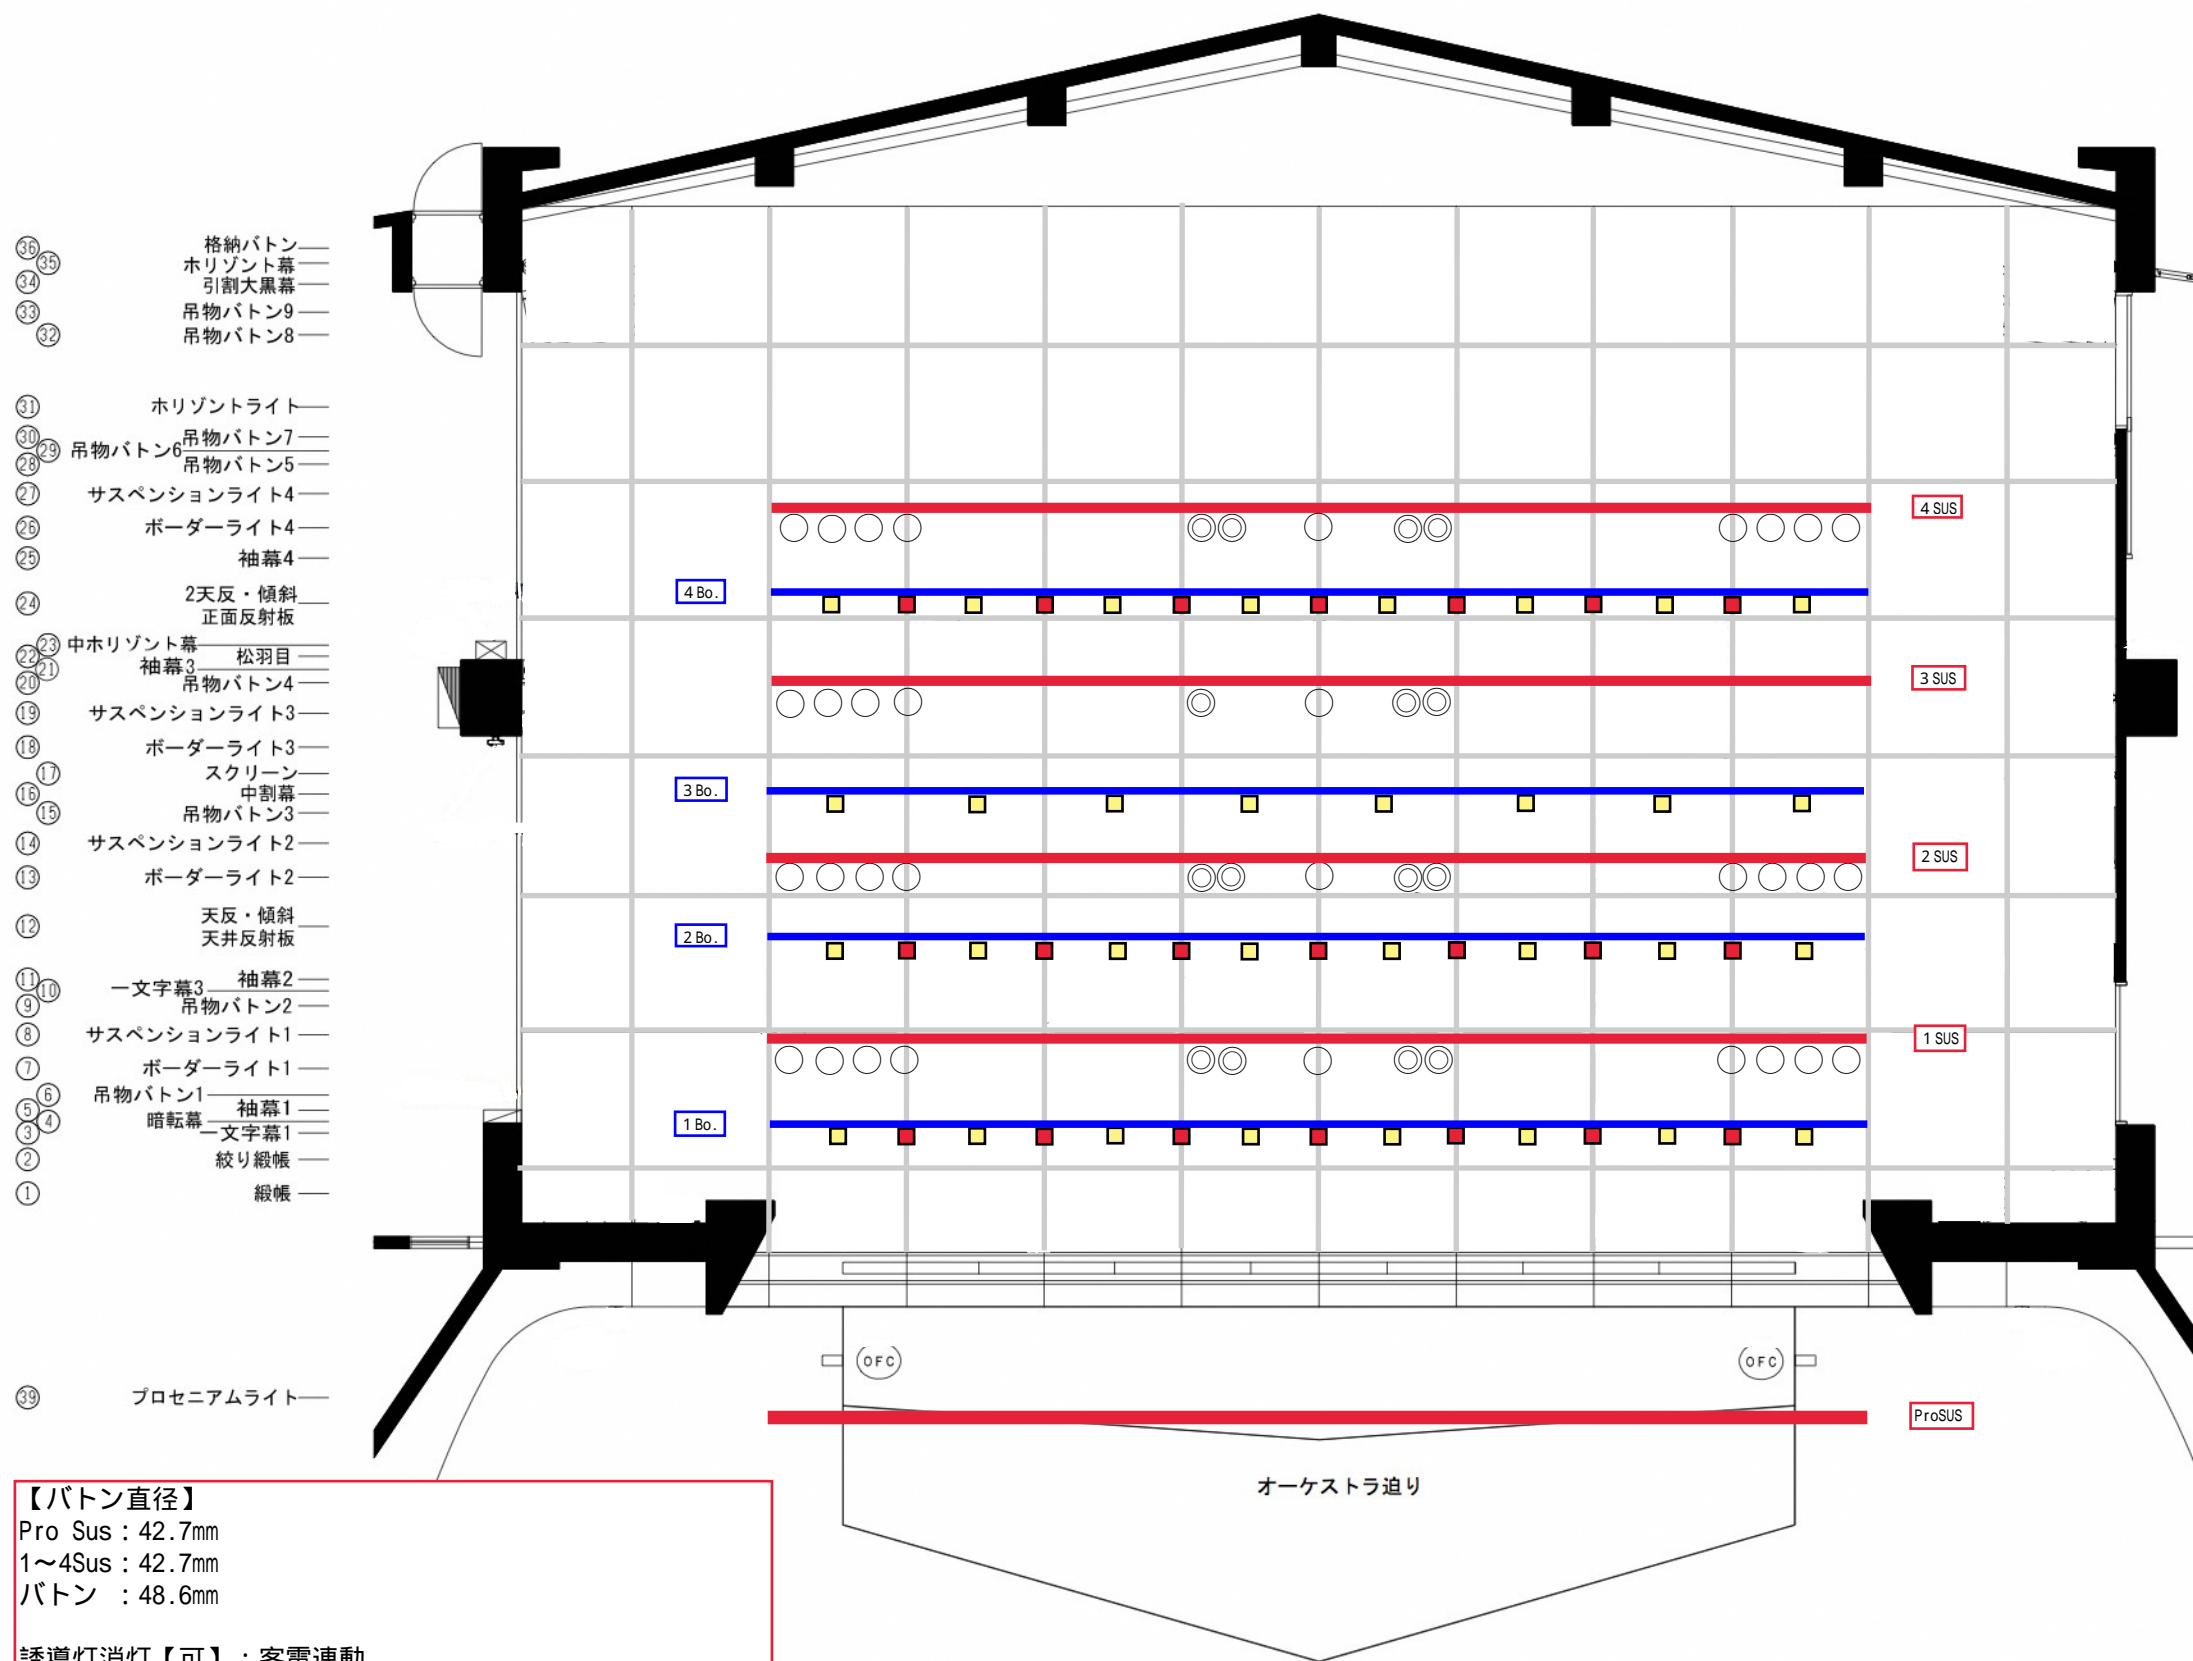 ㊱ 格納バトン
㉟ ホリゾント幕
㉞ 引割大黒幕
㉝ 吊物バトン9
㉜ 吊物バトン8
㉛ ホリゾントライト
㉚ 吊物バトン7
㉙ 吊物バトン6
㉘ 吊物バトン5
㉗ サスペンションライト4
㉖ ボーダーライト4
㉕ 袖幕4
㉔ 2天反・傾斜
正面反射板
㉓ 中ホリゾント幕
㉒ 松羽目
㉑ 袖幕3
⑳ 吊物バトン4
⑲ サスペンションライト3
⑱ ボーダーライト3
⑰ スクリーン
⑯ 中割幕
⑮ 吊物バトン3
⑭ サスペンションライト2
⑬ ボーダーライト2
⑫ 天反・傾斜
天井反射板
⑪ 袖幕2
⑩ 一文字幕3
⑨ 吊物バトン2
⑧ サスペンションライト1
⑦ ボーダーライト1
⑥ 吊物バトン1
⑤ 袖幕1
④ 暗転幕
③ 一文字幕1
② 絞り緞帳
① 緞帳
㊴ プロセニアムライト
4 SUS
4 Bo.
3 SUS
3 Bo.
2 SUS
2 Bo.
1 SUS
1 Bo.
OFC
OFC
ProSUS
オーケストラ迫り
【バトン直径】
Pro Sus：42.7mm
1～4Sus：42.7mm
バトン ：48.6mm
誘導灯消灯【可】：客電連動